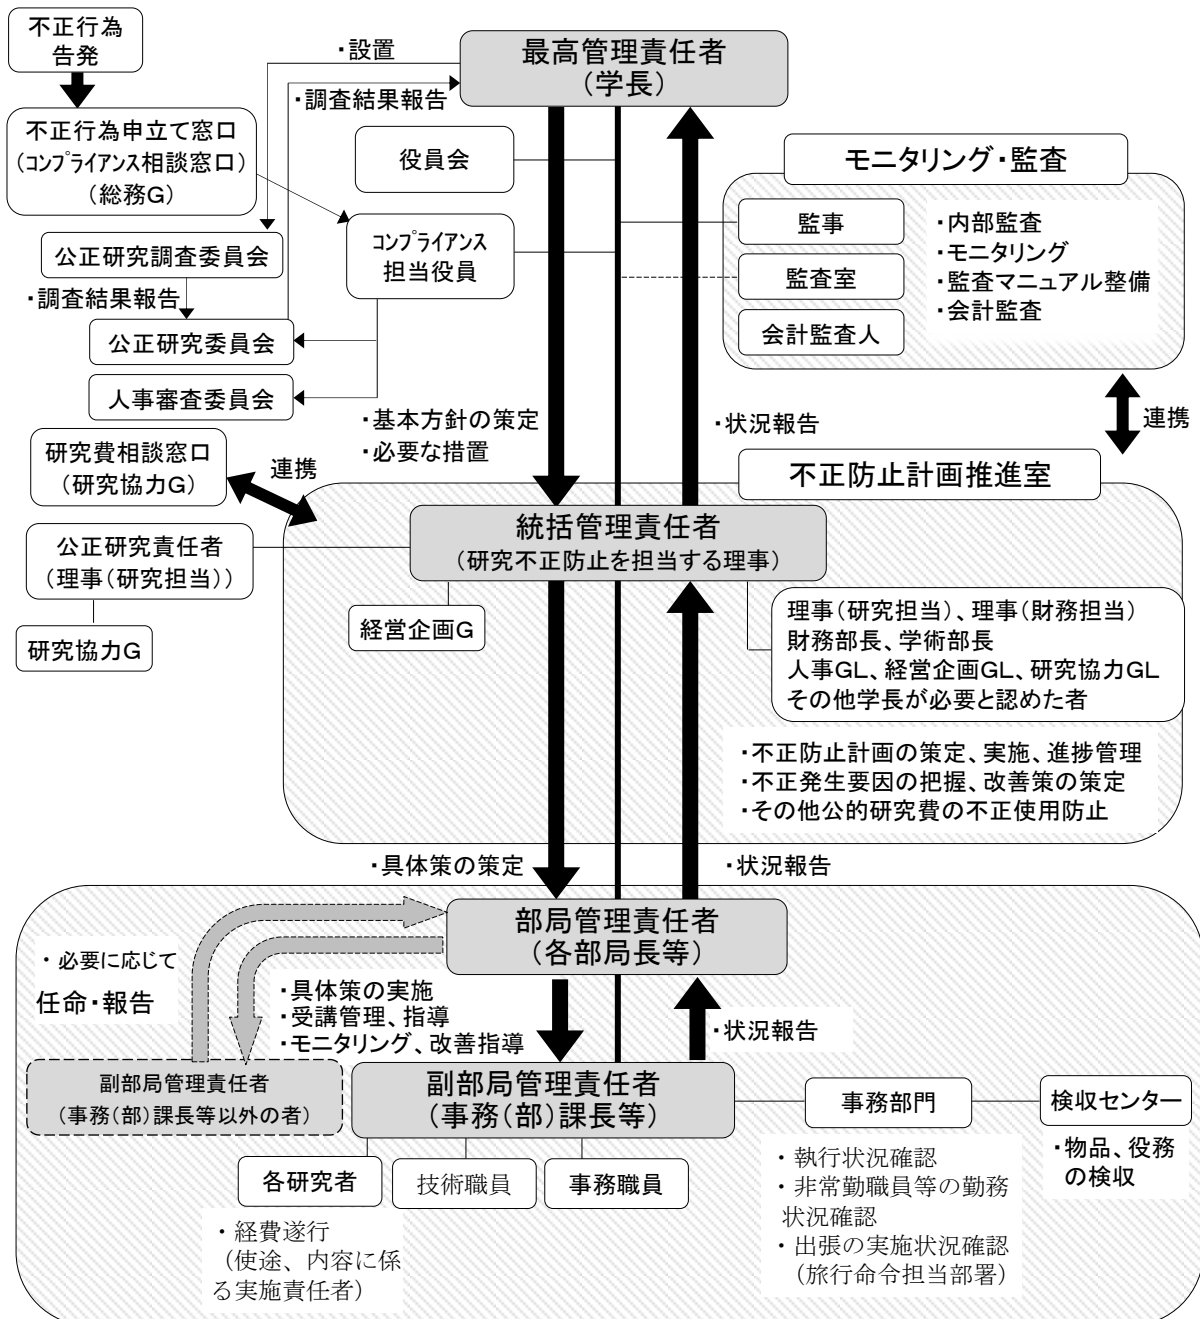 不正行為
告発
・設置
最高管理責任者
(学長)
・調査結果報告
不正行為申立て窓口
(コンプライアンス相談窓口)
(総務G)
役員会
モニタリング・監査
監事
監査室
会計監査人
・内部監査
・モニタリング
・監査マニュアル整備
・会計監査
コンプライアンス
担当役員
公正研究調査委員会
・調査結果報告
公正研究委員会
人事審査委員会
・基本方針の策定
・必要な措置
・状況報告
連携
研究費相談窓口
(研究協力G)
連携
不正防止計画推進室
統括管理責任者
(研究不正防止を担当する理事)
公正研究責任者
(理事(研究担当))
研究協力G
経営企画G
理事(研究担当)、理事(財務担当)
財務部長、学術部長
人事GL、経営企画GL、研究協力GL
その他学長が必要と認めた者
・不正防止計画の策定、実施、進捗管理
・不正発生要因の把握、改善策の策定
・その他公的研究費の不正使用防止
・具体策の策定
・状況報告
部局管理責任者
(各部局長等)
・必要に応じて
任命・報告
・具体策の実施
・受講管理、指導
・モニタリング、改善指導
・状況報告
副部局管理責任者
(事務(部)課長等以外の者)
副部局管理責任者
(事務(部)課長等)
事務部門
検収センター
・物品、役務
の検収
各研究者
技術職員
事務職員
・執行状況確認
・非常勤職員等の勤務
状況確認
・出張の実施状況確認
(旅行命令担当部署)
・経費遂行
(使途、内容に係
る実施責任者)